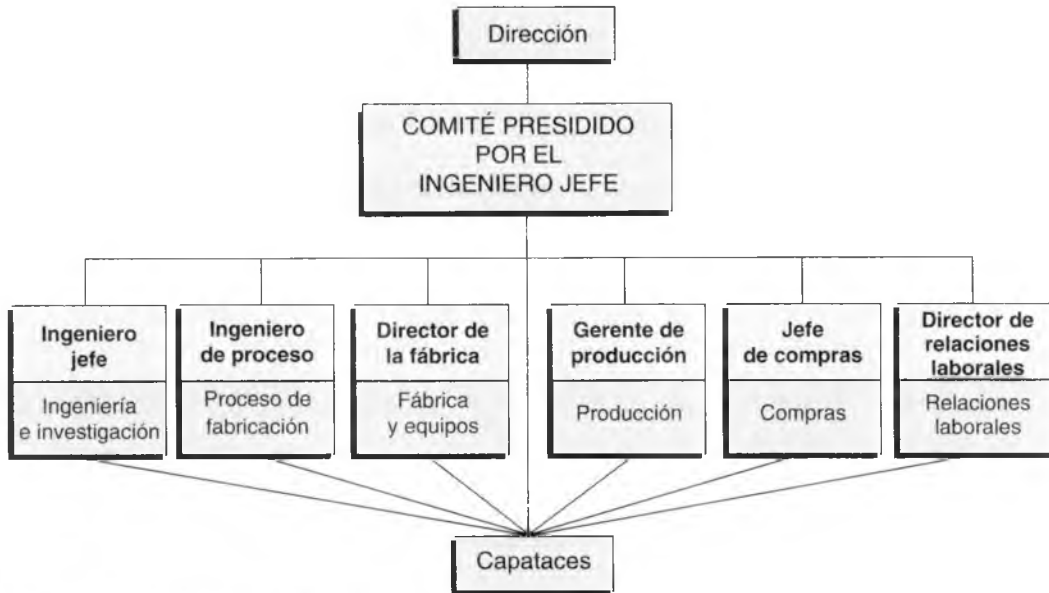 Dirección
COMITÉ PRESIDIDO
POR EL
INGENIERO JEFE
Ingeniero
jefe
Ingeniería
e investigación
Ingeniero
de proceso
Proceso de
fabricación
Director de
la fábrica
Fábrica
y equipos
Gerente de
producción
Producción
Jefe
de compras
Compras
Director de
relaciones
laborales
Relaciones
laborales
Capataces